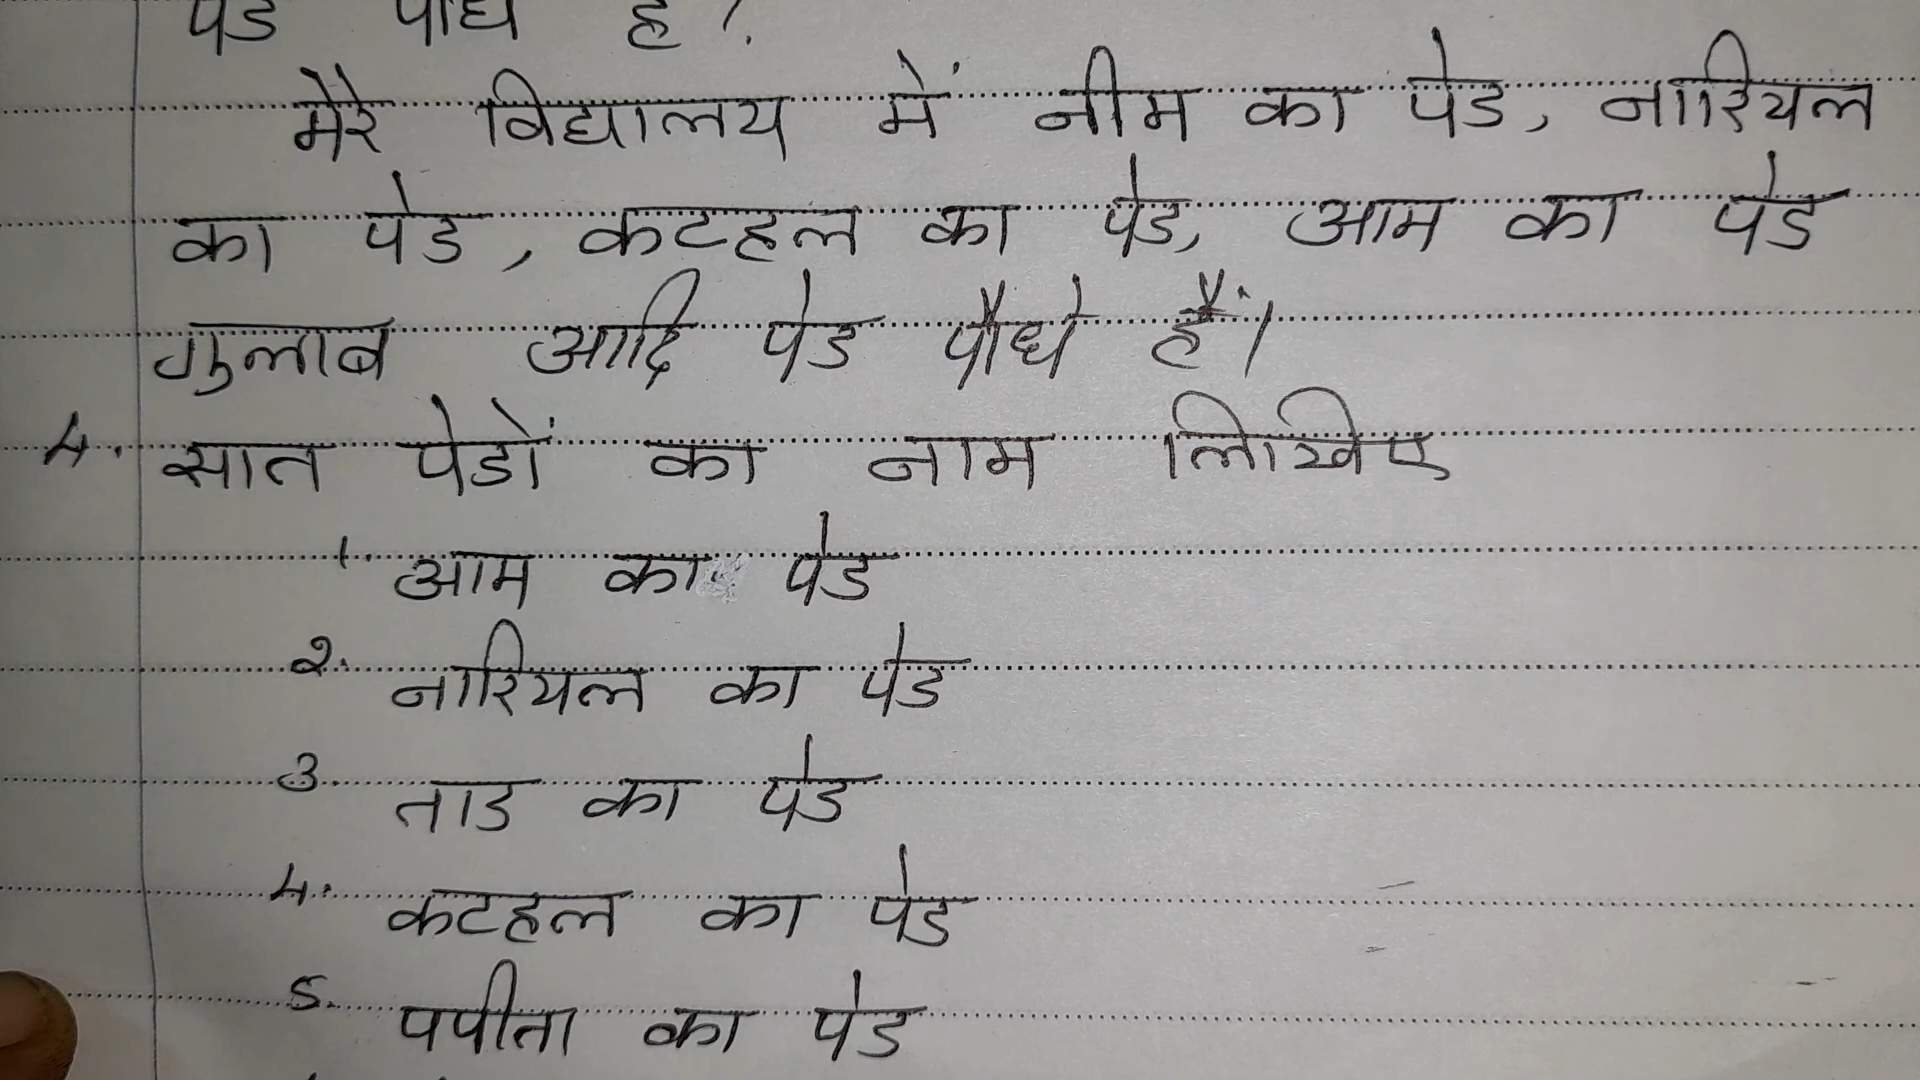 पेड पौधे है?
मेरे विद्यालय में नीम का पेड, नारियल
का पेड, कटहल का पेड, आम का पेड
गुलाब आदि पेड पौधे हैं।
4. सात पेडों का नाम लिखिए
1. आम का पेड
2. नारियल का पेड
3. ताड का पेड
4. कटहल का पेड
5. पपीता का पेड